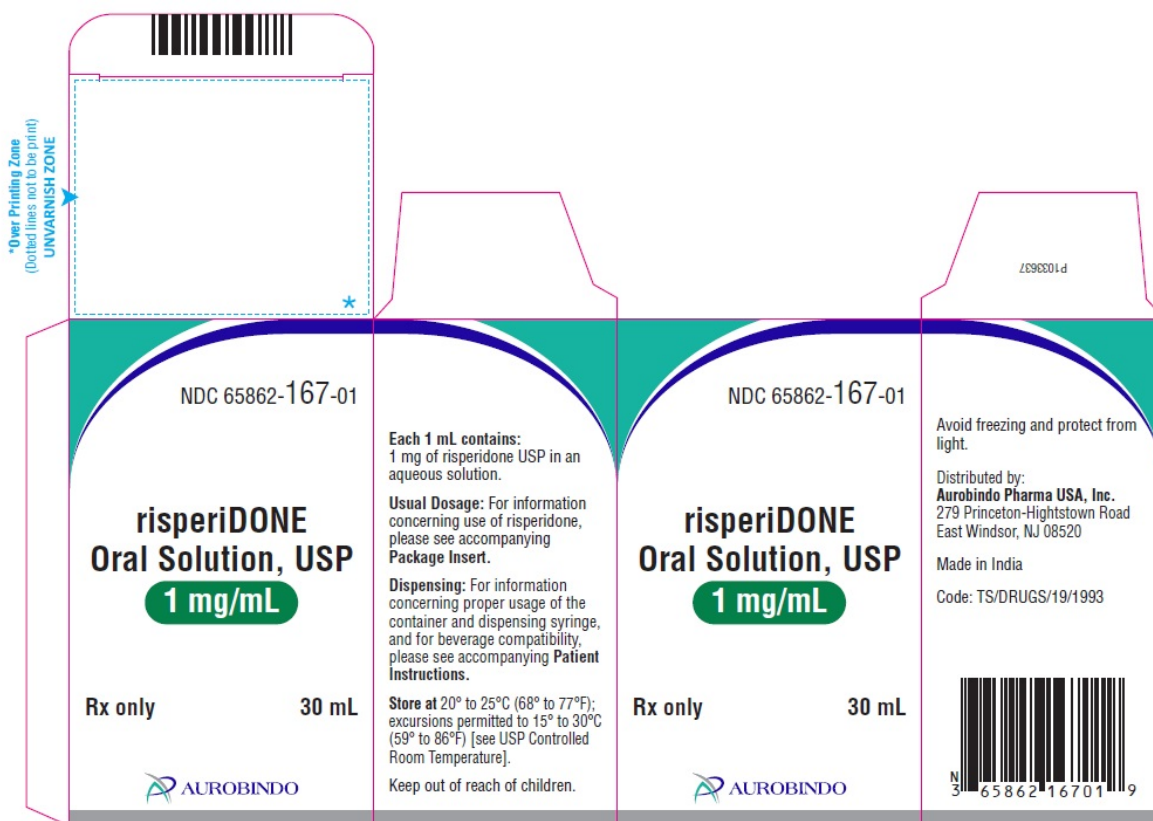 *Over Printing Zone
(Dotted lines not to be print)
UNVARNISH ZONE
*
NDC 65862-167-01
risperiDONE
Oral Solution, USP
1 mg/mL
Rx only 30 mL
AUROBINDO
Each 1 mL contains:
1 mg of risperidone USP in an
aqueous solution.
Usual Dosage: For information
concerning use of risperidone,
please see accompanying
Package Insert.
Dispensing: For information
concerning proper usage of the
container and dispensing syringe,
and for beverage compatibility,
please see accompanying Patient
Instructions.
Store at 20° to 25°C (68° to 77°F);
excursions permitted to 15° to 30°C
(59° to 86°F) [see USP Controlled
Room Temperature].
Keep out of reach of children.
NDC 65862-167-01
risperiDONE
Oral Solution, USP
1 mg/mL
Rx only 30 mL
AUROBINDO
P1033637
Avoid freezing and protect from
light.
Distributed by:
Aurobindo Pharma USA, Inc.
279 Princeton-Hightstown Road
East Windsor, NJ 08520
Made in India
Code: TS/DRUGS/19/1993
N
3 65862 16701 9